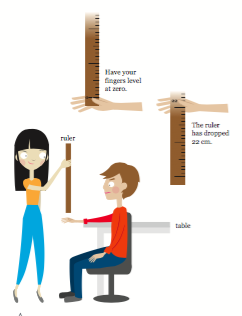 Have your
fingers level
at zero.
The ruler
has dropped
22 cm.
ruler
table